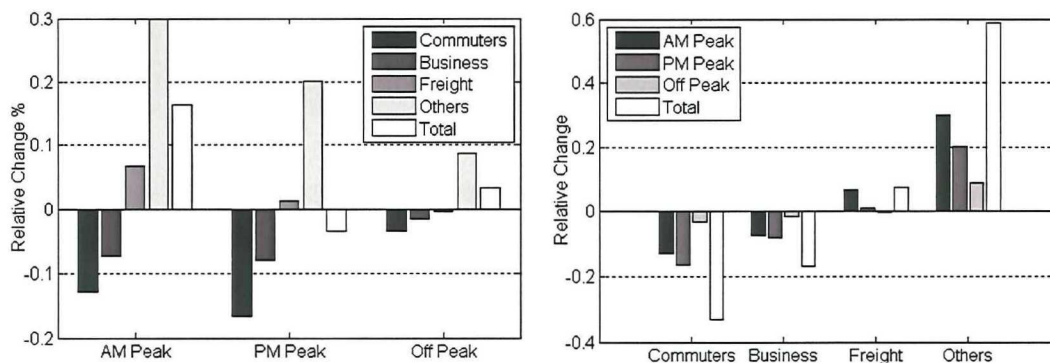 Relative Change %
0.3
0.2
0.1
0
-0.1
-0.2
Commuters
Business
Freight
Others
Total
AM Peak
PM Peak
Off Peak
Relative Change
0.6
0.4
0.2
0
-0.2
-0.4
AM Peak
PM Peak
Off Peak
Total
Commuters
Business
Freight
Others